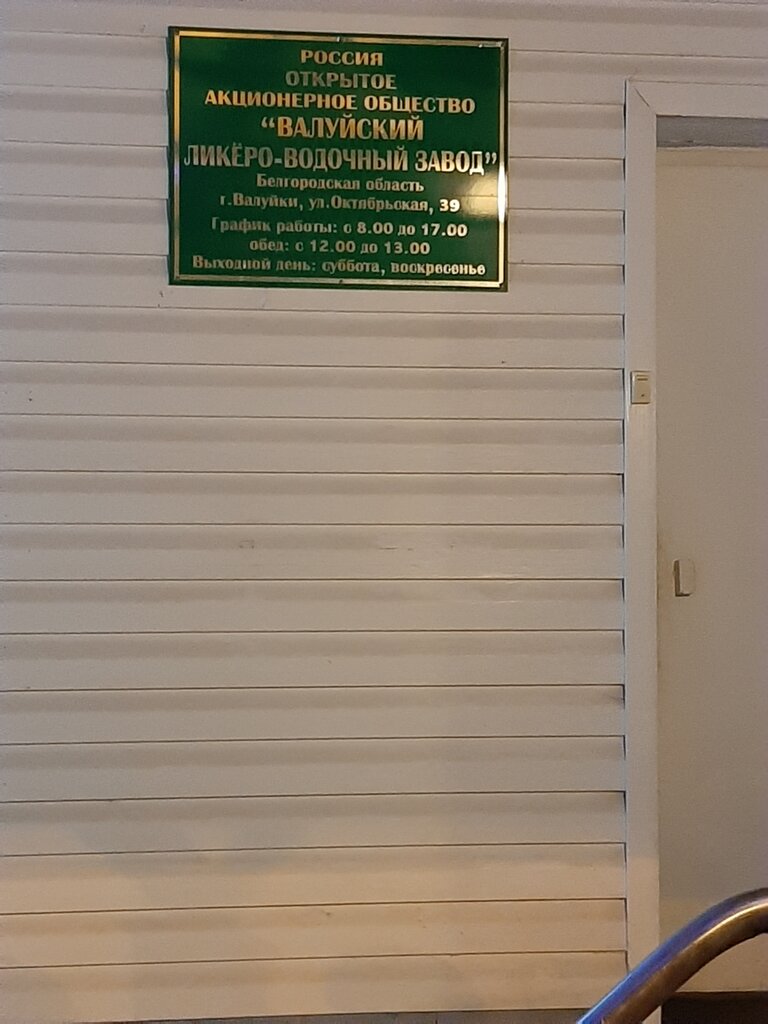 РОССИЯ
ОТКРЫТОЕ
АКЦИОНЕРНОЕ ОБЩЕСТВО
“ВАЛУЙСКИЙ
ЛИКЁРО-ВОДОЧНЫЙ ЗАВОД”
Белгородская область
г.Валуйки, ул.Октябрьская, 39
График работы: с 8.00 до 17.00
обед: с 12.00 до 13.00
Выходной день: суббота, воскресенье